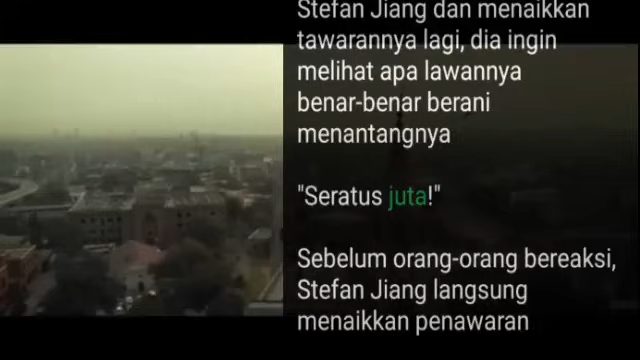 Stefan Jiang dan menaikkan
tawarannya lagi, dia ingin
melihat apa lawannya
benar-benar berani
menantangnya
"Seratus juta!"
Sebelum orang-orang bereaksi,
Stefan Jiang langsung
menaikkan penawaran